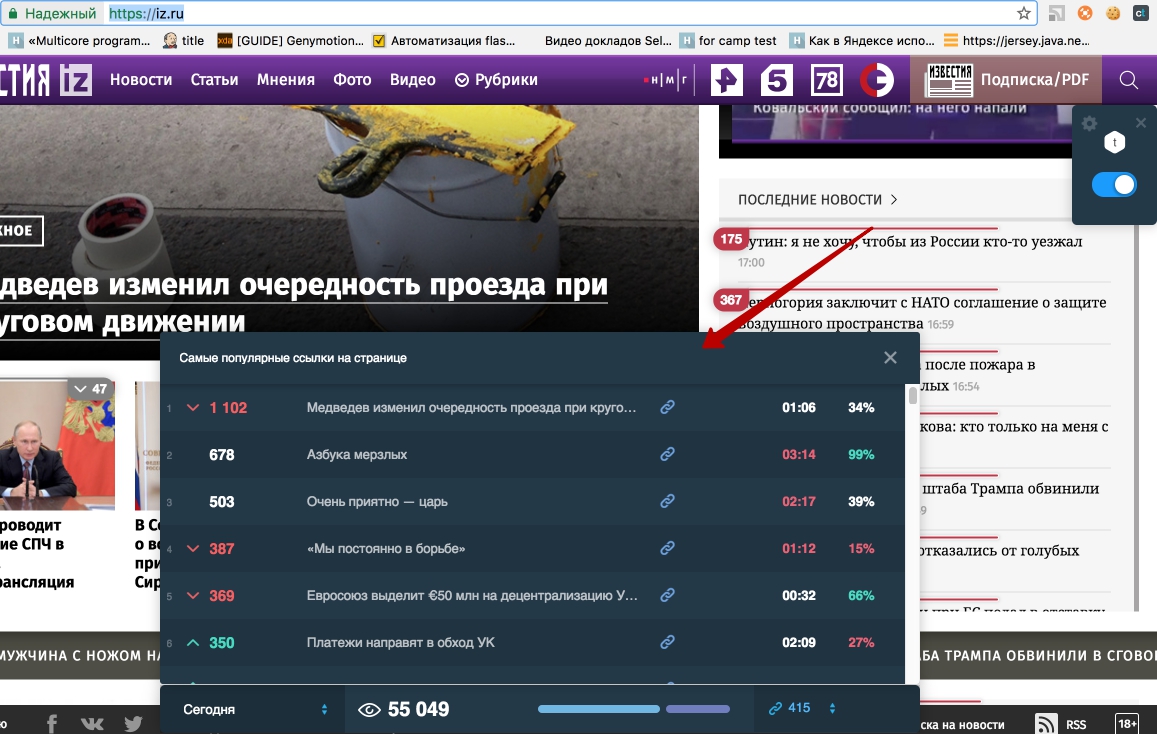 Надежный https://iz.ru
«Multicore program... title [GUIDE] Genymotion... Автоматизация flas... Видео докладов Sel... for camp test Как в Яндексе испо... https://jersey.java.ne...
СТИЯ iz Новости Статьи Мнения Фото Видео Рубрики н|м|г 5 78 ИЗВЕСТИЯ Подписка/PDF
Ковальский сообщил: на него напали
t
ПОСЛЕДНИЕ НОВОСТИ
175 утин: я не хочу, чтобы из России кто-то уезжал
17:00
367 ерногория заключит с НАТО соглашение о защите
воздушного пространства 16:59
после пожара в
лых 16:54
кова: кто только на меня с
штаба Трампа обвинили
9
отказались от голубых
ЖНОЕ
дведев изменил очередность проезда при
уговом движении
47
роводит
ие СПЧ в
рансляция
В Со
о во
при
Сир
Самые популярные ссылки на странице
1 1 102 Медведев изменил очередность проезда при круго... 01:06 34%
2 678 Азбука мерзлых 03:14 99%
3 503 Очень приятно — царь 02:17 39%
4 387 «Мы постоянно в борьбе» 01:12 15%
5 369 Евросоюз выделит €50 млн на децентрализацию У... 00:32 66%
6 350 Платежи направят в обход УК 02:09 27%
МУЖЧИНА С НОЖОМ НА
БА ТРАМПА ОБВИНИЛИ В СГОВО
Сегодня 55 049 415
ска на новости RSS 18+